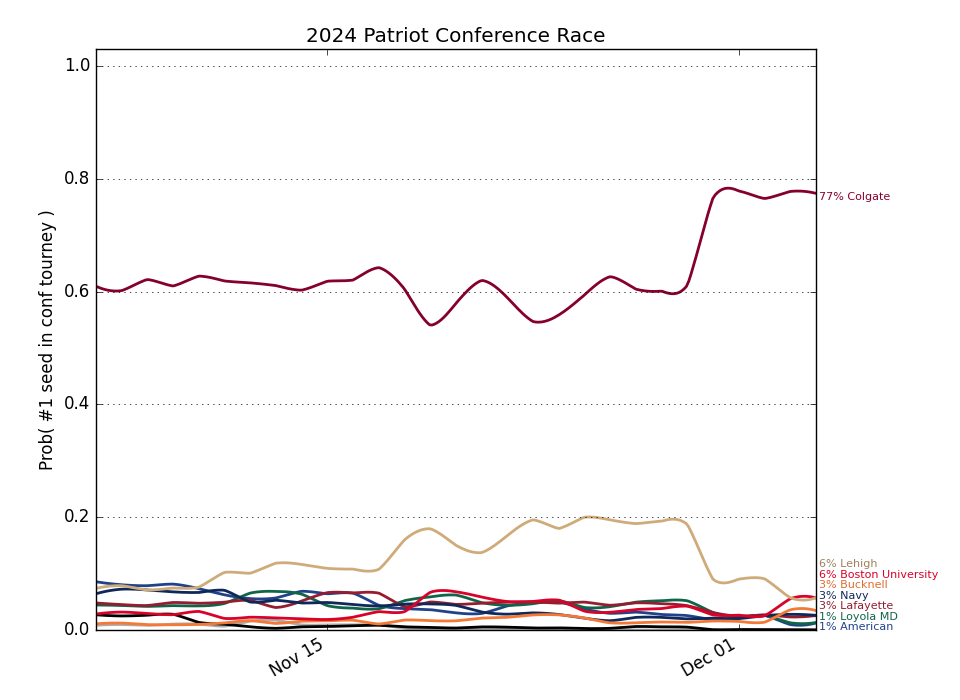 2024 Patriot Conference Race
Prob( #1 seed in conf tourney )
1.0
0.8
0.6
0.4
0.2
0.0
Nov 15
Dec 01
77% Colgate
6% Lehigh
6% Boston University
3% Bucknell
3% Navy
3% Lafayette
1% Loyola MD
1% American